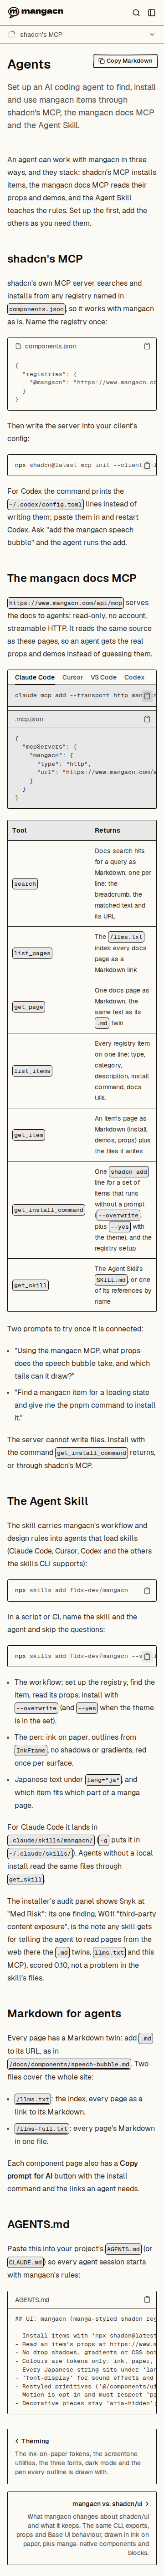 mangacn
shadcn's MCP
Agents
Copy Markdown
Set up an AI coding agent to find, install
and use mangacn items through
shadcn's MCP, the mangacn docs MCP
and the Agent Skill.
An agent can work with mangacn in three
ways, and they stack: shadcn's MCP installs
items, the mangacn docs MCP reads their
props and demos, and the Agent Skill
teaches the rules. Set up the first, add the
others as you need them.
shadcn's MCP
shadcn's own MCP server searches and
installs from any registry named in
components.json, so it works with mangacn
as is. Name the registry once:
components.json
{
"registries": {
"@mangacn": "https://www.mangacn.co
}
}
Then write the server into your client's
config:
npx shadcn@latest mcp init --client
For Codex the command prints the
~/.codex/config.toml lines instead of
writing them; paste them in and restart
Codex. Ask "add the mangacn speech
bubble" and the agent runs the add.
The mangacn docs MCP
https://www.mangacn.com/api/mcp serves
the docs to agents: read-only, no account,
streamable HTTP. It reads the same source
as these pages, so an agent gets the real
props and demos instead of guessing them.
Claude Code Cursor VS Code Codex
claude mcp add --transport http man
.mcp.json
{
"mcpServers": {
"mangacn": {
"type": "http",
"url": "https://www.mangacn.com/a
}
}
}
Tool Returns
search
Docs search hits
for a query as
Markdown, one per
line: the
breadcrumb, the
matched text and
its URL
list_pages
The /llms.txt
index: every docs
page as a
Markdown link
get_page
One docs page as
Markdown, the
same text as its
.md twin
list_items
Every registry item
on one line: type,
category,
description, install
command, docs
URL
get_item
An item's page as
Markdown (install,
demos, props) plus
the files it writes
get_install_command
One shadcn add
line for a set of
items that runs
without a prompt
(--overwrite,
plus --yes with
the theme), and the
registry setup
get_skill
The Agent Skill's
SKILL.md, or one
of its references by
name
Two prompts to try once it is connected:
"Using the mangacn MCP, what props
does the speech bubble take, and which
tails can it draw?"
"Find a mangacn item for a loading state
and give me the pnpm command to install
it."
The server cannot write files. Install with
the command get_install_command returns,
or through shadcn's MCP.
The Agent Skill
The skill carries mangacn's workflow and
design rules into agents that load skills
(Claude Code, Cursor, Codex and the others
the skills CLI supports):
npx skills add f1dx-dev/mangacn
In a script or CI, name the skill and the
agent and skip the questions:
npx skills add f1dx-dev/mangacn --s
The workflow: set up the registry, find the
item, read its props, install with
--overwrite (and --yes when the theme
is in the set).
The pen: ink on paper, outlines from
InkFrame, no shadows or gradients, red
once per surface.
Japanese text under lang="ja", and
which item fits which part of a manga
page.
For Claude Code it lands in
.claude/skills/mangacn/ (-g puts it in
~/.claude/skills/). Agents without a local
install read the same files through
get_skill.
The installer's audit panel shows Snyk at
"Med Risk": its one finding, W011 "third-party
content exposure", is the note any skill gets
for telling the agent to read pages from the
web (here the .md twins, llms.txt and this
MCP), scored 0.10, not a problem in the
skill's files.
Markdown for agents
Every page has a Markdown twin: add .md
to its URL, as in
/docs/components/speech-bubble.md. Two
files cover the whole site:
/llms.txt: the index, every page as a
link to its Markdown.
/llms-full.txt: every page's Markdown
in one file.
Each component page also has a Copy
prompt for AI button with the install
command and the links an agent needs.
AGENTS.md
Paste this into your project's AGENTS.md (or
CLAUDE.md) so every agent session starts
with mangacn's rules:
AGENTS.md
## UI: mangacn (manga-styled shadcn reg
- Install items with 'npx shadcn@latest
- Read an item's props at https://www.m
- No drop shadows, gradients or CSS bor
- Colours are tokens only: ink, paper,
- Every Japanese string sits under 'lan
- 'font-display' for sound effects and
- Restyled primitives ('@/components/ui
- Motion is opt-in and must respect 'p
- Decorative pieces stay 'aria-hidden';
Theming
The ink-on-paper tokens, the screentone
utilities, the three fonts, dark mode and the
pen every outline is drawn with.
mangacn vs. shadcn/ui
What mangacn changes about shadcn/ui
and what it keeps. The same CLI, exports,
props and Base UI behaviour, drawn in ink on
paper, plus manga-native components and
blocks.